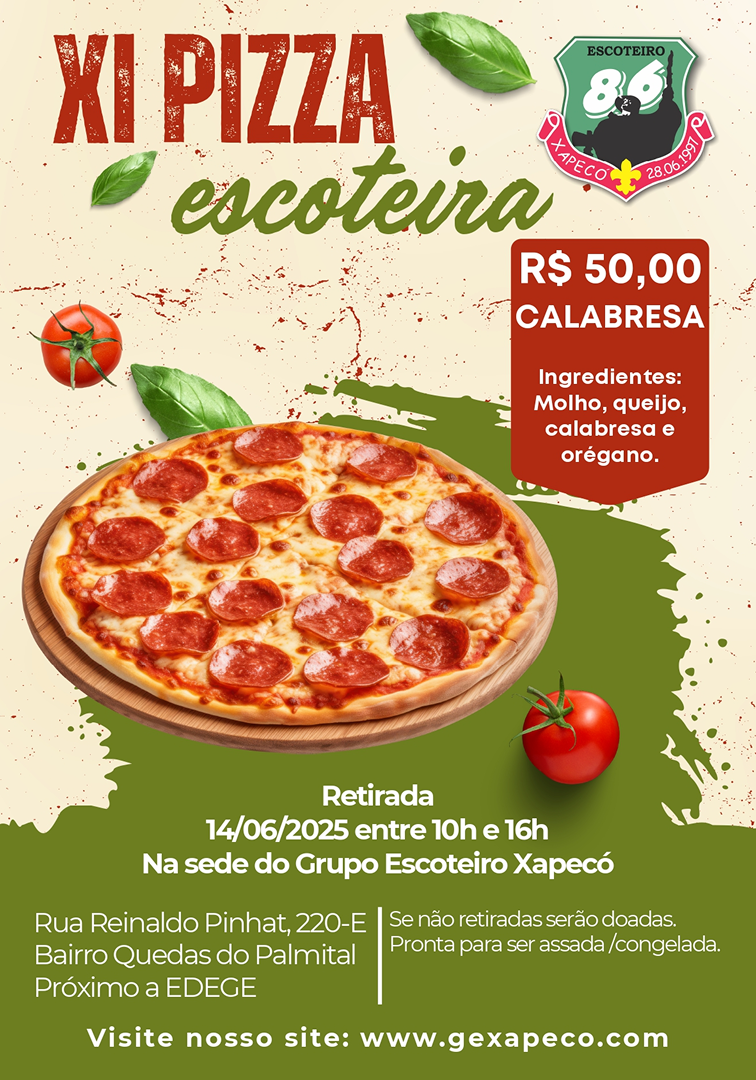 XI PIZZA
escoteira
ESCOTEIRO
86
XAPECÓ 28.06.1997
R$ 50,00
CALABRESA
Ingredientes:
Molho, queijo,
calabresa e
orégano.
Retirada
14/06/2025 entre 10h e 16h
Na sede do Grupo Escoteiro Xapecó
Rua Reinaldo Pinhat, 220-E
Bairro Quedas do Palmital
Próximo a EDEGE
Se não retiradas serão doadas.
Pronta para ser assada /congelada.
Visite nosso site: www.gexapeco.com